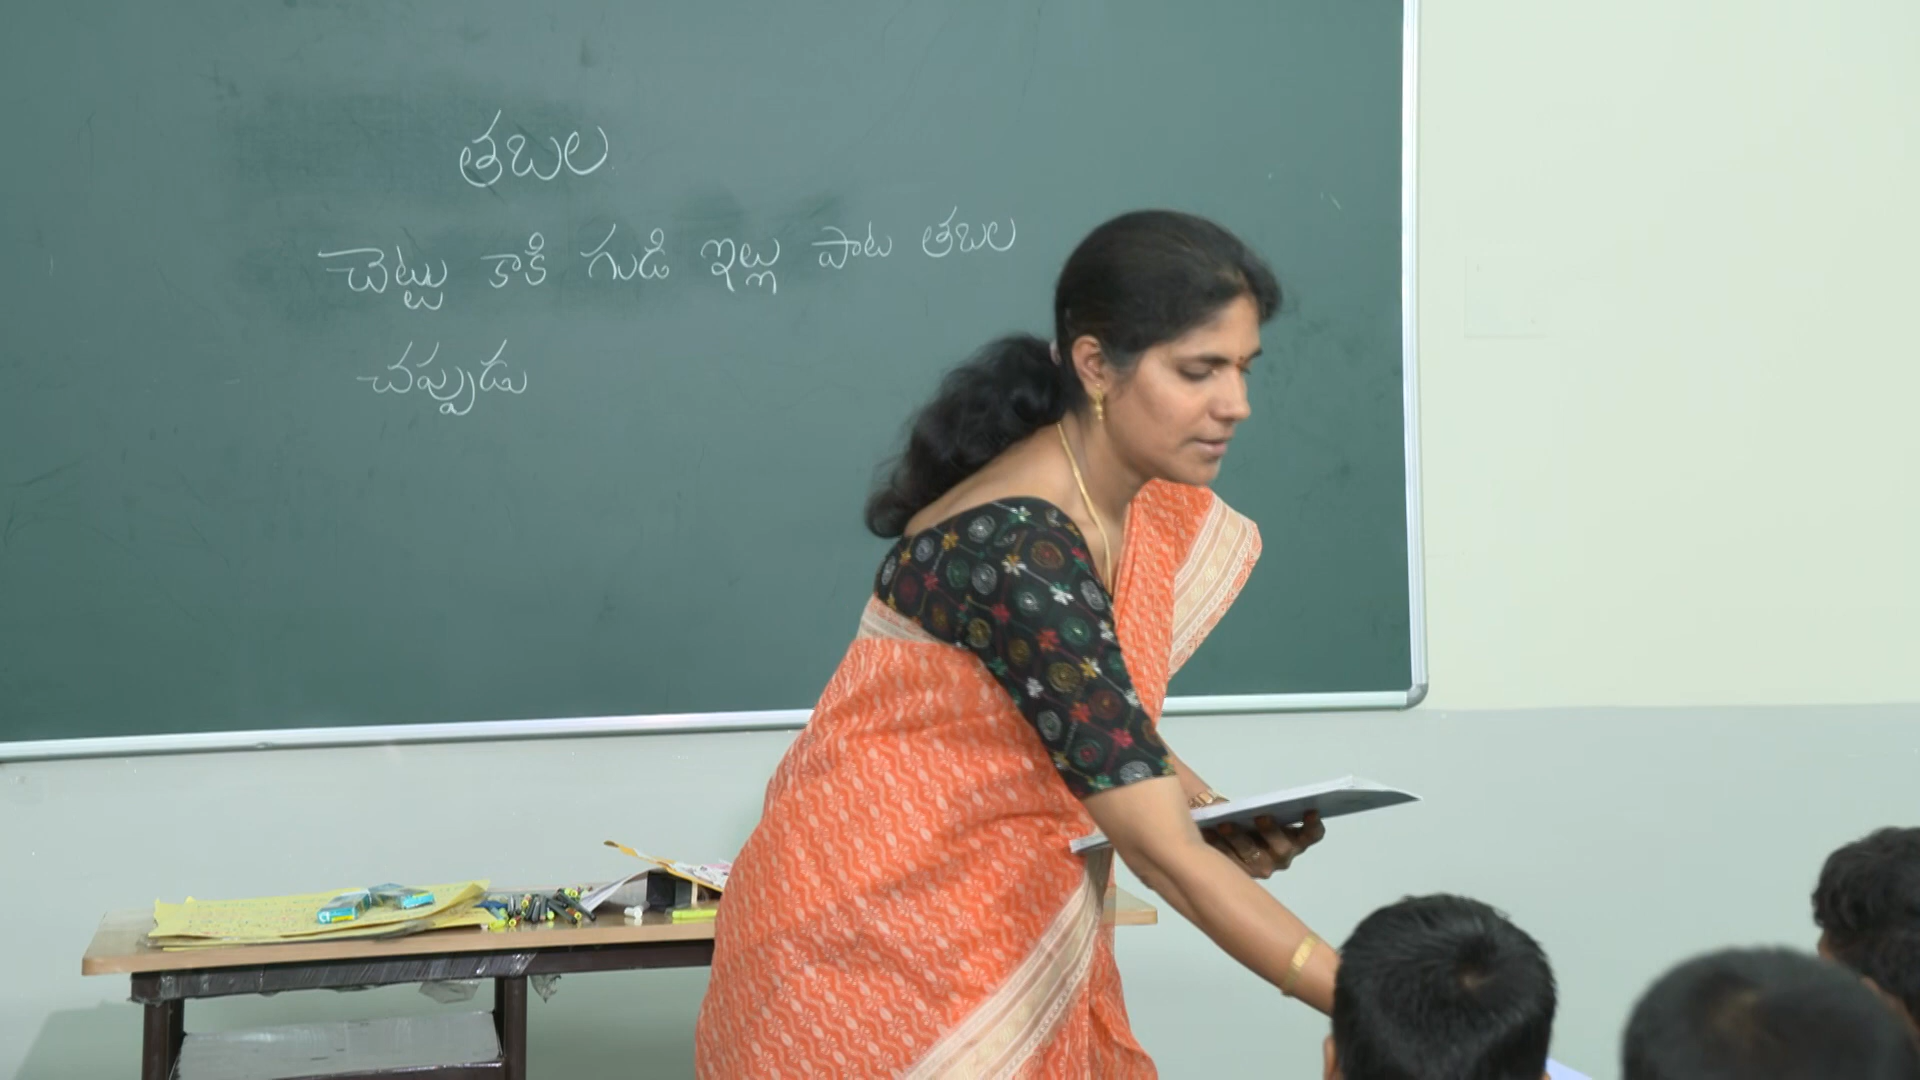 తబల
చెట్టు కాకి గుడి ఇల్లు పాట తబల
చప్పుడు